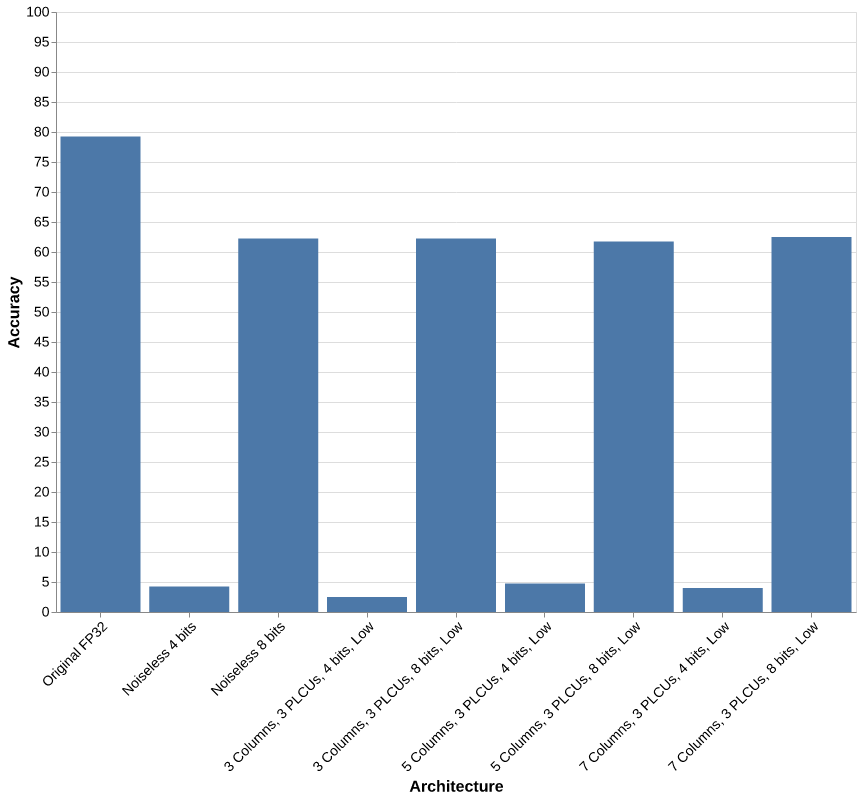 100
95
90
85
80
75
70
65
60
55
50
45
40
35
30
25
20
15
10
5
0
Accuracy
Original FP32
Noiseless 4 bits
Noiseless 8 bits
3 Columns, 3 PLCUs, 4 bits, Low
3 Columns, 3 PLCUs, 8 bits, Low
5 Columns, 3 PLCUs, 4 bits, Low
5 Columns, 3 PLCUs, 8 bits, Low
7 Columns, 3 PLCUs, 4 bits, Low
7 Columns, 3 PLCUs, 8 bits, Low
Architecture